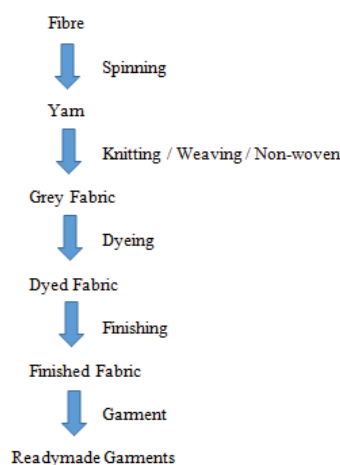 Fibre
Spinning
Yarn
Knitting / Weaving / Non-woven
Grey Fabric
Dyeing
Dyed Fabric
Finishing
Finished Fabric
Garment
Readymade Garments